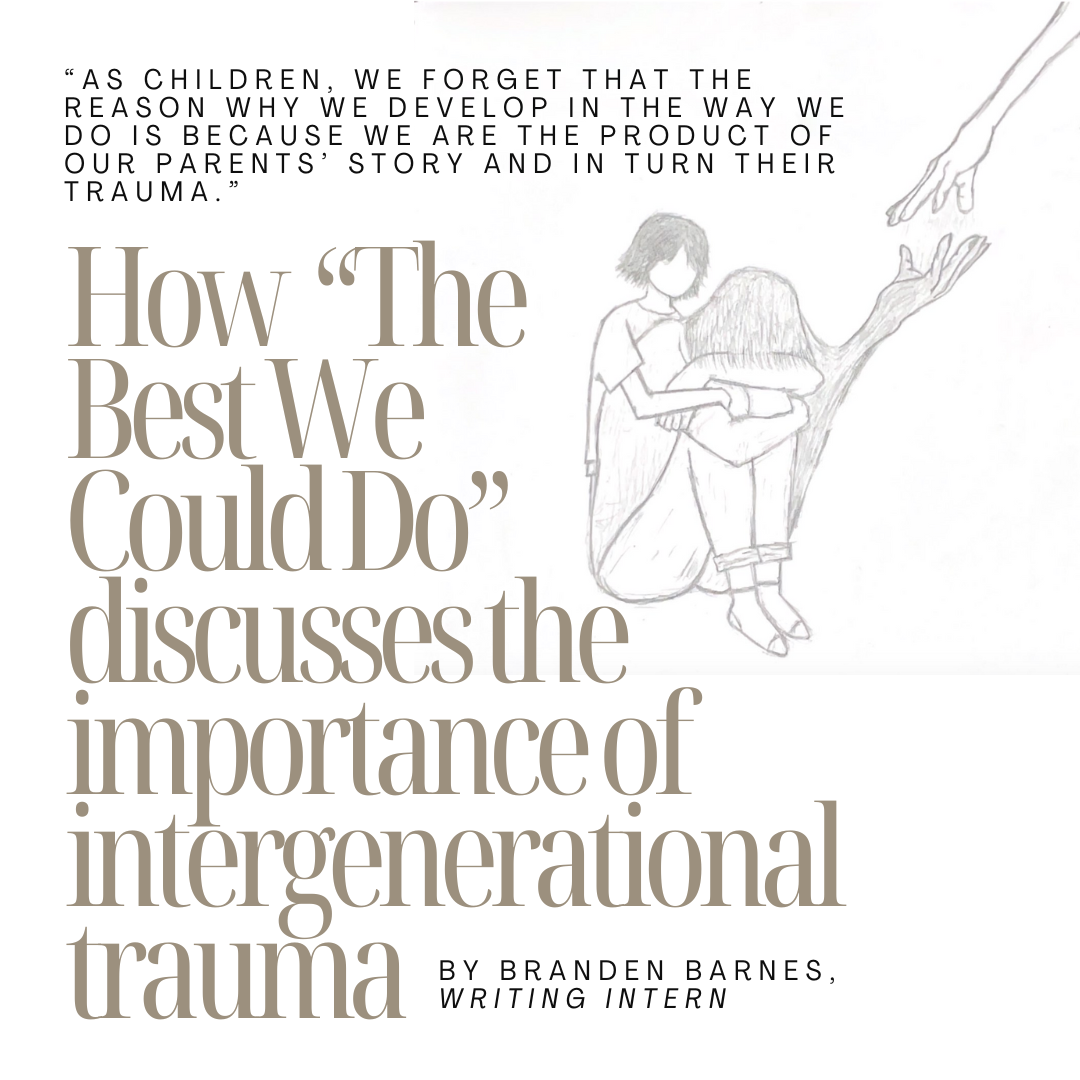 “AS CHILDREN, WE FORGET THAT THE
REASON WHY WE DEVELOP IN THE WAY WE
DO IS BECAUSE WE ARE THE PRODUCT OF
OUR PARENTS’ STORY AND IN TURN THEIR
TRAUMA.”
How “The
Best We
Could Do”
discusses the
importance of
intergenerational
trauma
BY BRANDEN BARNES,
WRITING INTERN